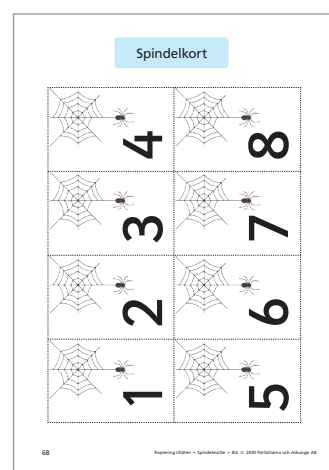 Spindelkort
4 8
3 7
2 6
1 5
68 Kopiering tillåten • Spindelmatte • Blå © 2020 Författarna och Askunge AB